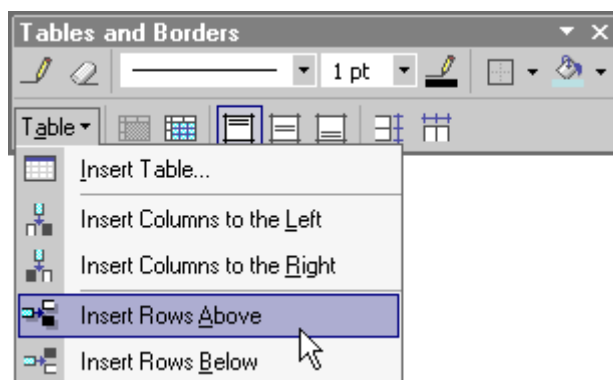 Tables and Borders
1 pt
Table
Insert Table...
Insert Columns to the Left
Insert Columns to the Right
Insert Rows Above
Insert Rows Below